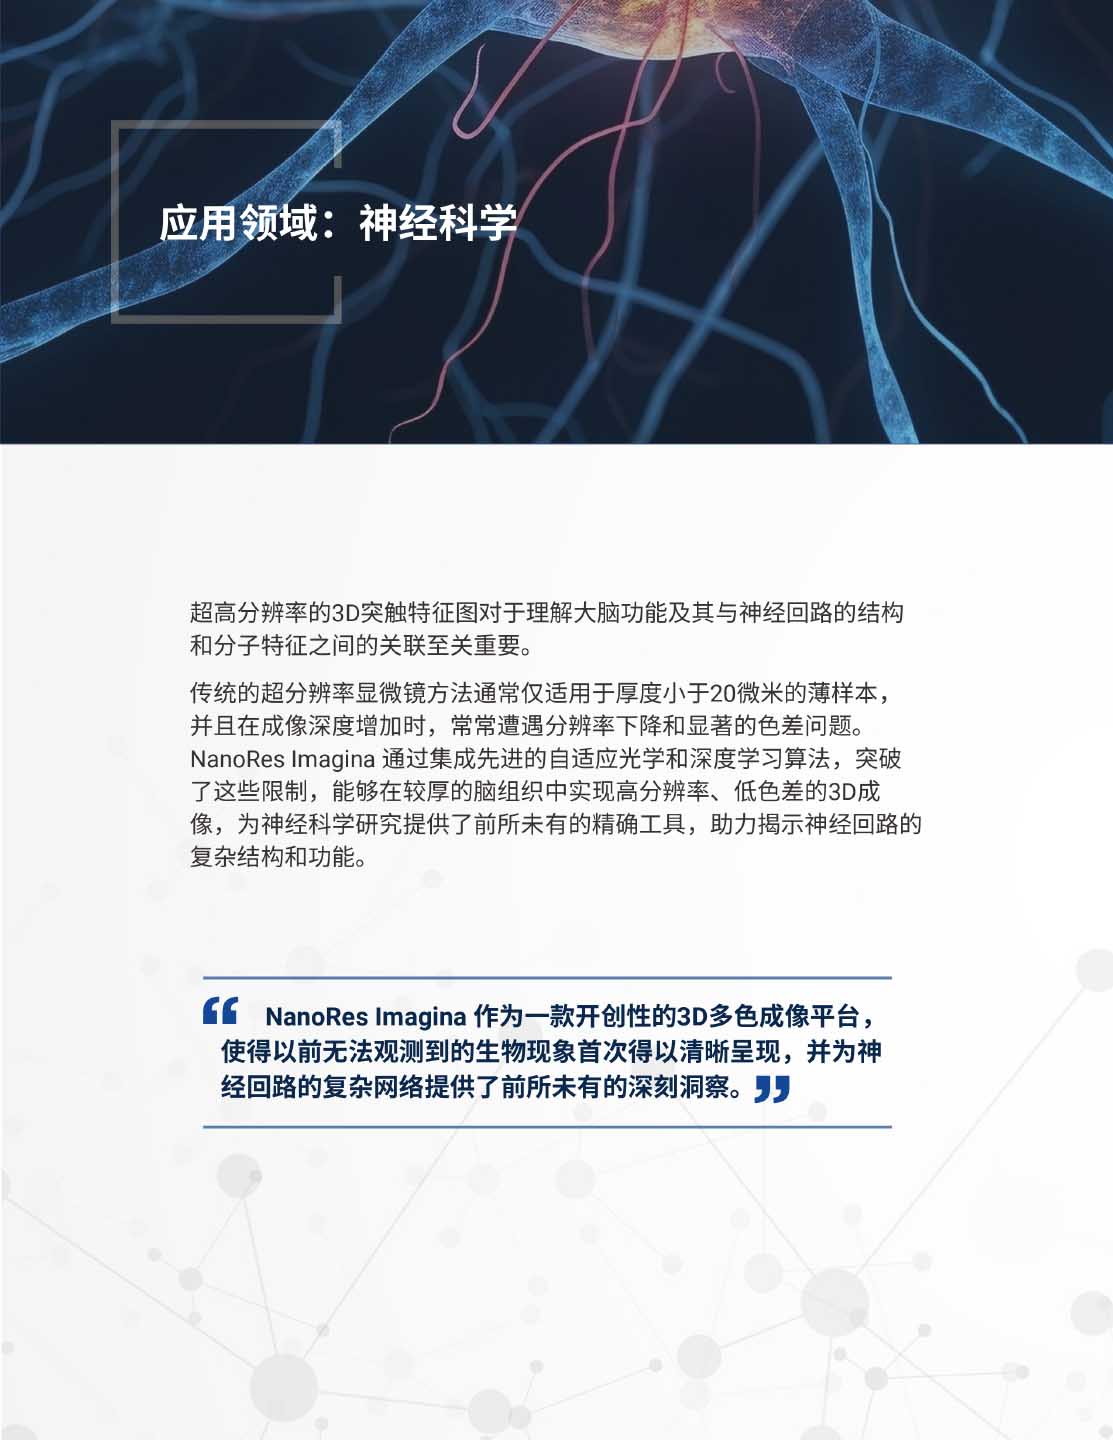 应用领域：神经科学
超高分辨率的3D突触特征图对于理解大脑功能及其与神经回路的结构
和分子特征之间的关联至关重要。
传统的超分辨率显微镜方法通常仅适用于厚度小于20微米的薄样本，
并且在成像深度增加时，常常遭遇分辨率下降和显著的色差问题。
NanoRes Imagina 通过集成先进的自适应光学和深度学习算法，突破
了这些限制，能够在较厚的脑组织中实现高分辨率、低色差的3D成
像，为神经科学研究提供了前所未有的精确工具，助力揭示神经回路的
复杂结构和功能。
“ NanoRes Imagina 作为一款开创性的3D多色成像平台，
使得以前无法观测到的生物现象首次得以清晰呈现，并为神
经回路的复杂网络提供了前所未有的深刻洞察。”